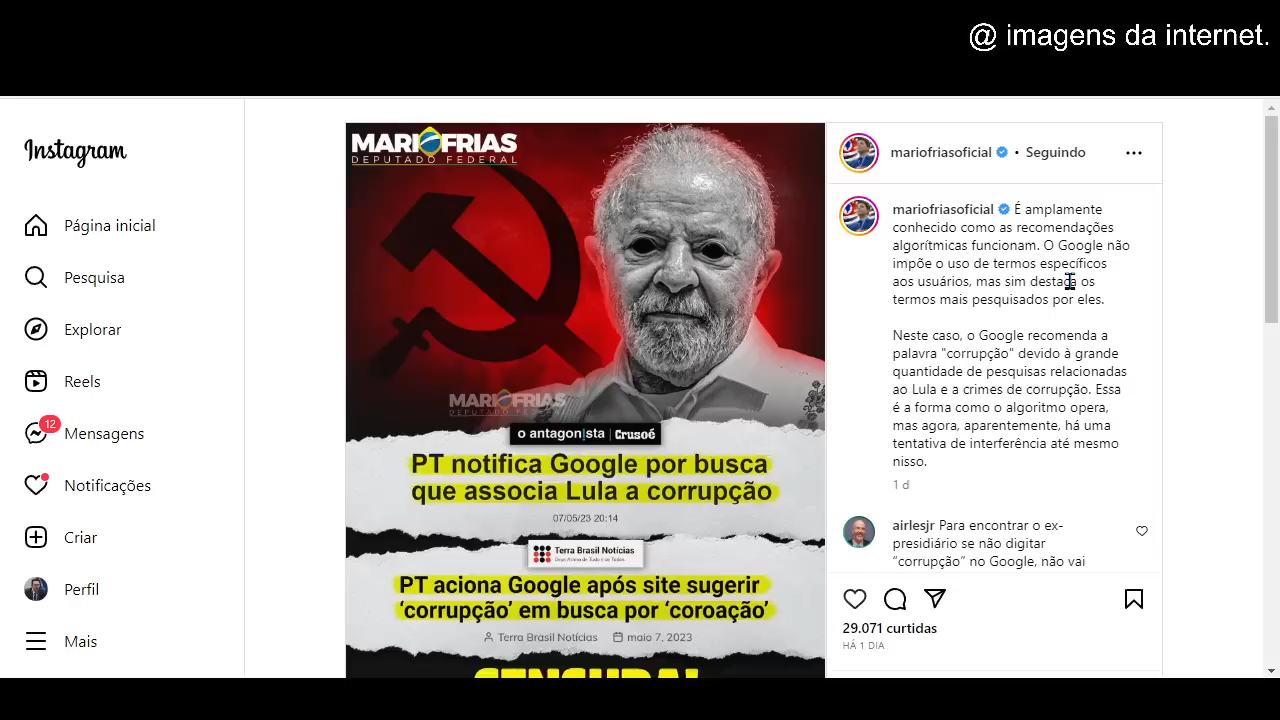 @ imagens da internet.
Instagram
Página inicial
Pesquisa
Explorar
Reels
12
Mensagens
Notificações
Criar
Perfil
Mais
MARIOFRIAS
DEPUTADO FEDERAL
MARIOFRIAS
DEPUTADO FEDERAL
o antagonista | Crusoé
PT notifica Google por busca
que associa Lula a corrupção
07/05/23 20:14
Terra Brasil Notícias
PT aciona Google após site sugerir
‘corrupção’ em busca por ‘coroação’
Terra Brasil Notícias maio 7, 2023
mariofriasoficial • Seguindo
mariofriasoficial É amplamente
conhecido como as recomendações
algorítmicas funcionam. O Google não
impõe o uso de termos específicos
aos usuários, mas sim destaca os
termos mais pesquisados por eles.
Neste caso, o Google recomenda a
palavra "corrupção" devido à grande
quantidade de pesquisas relacionadas
ao Lula e a crimes de corrupção. Essa
é a forma como o algoritmo opera,
mas agora, aparentemente, há uma
tentativa de interferência até mesmo
nisso.
1 d
airlesjr Para encontrar o ex-
presidiário se não digitar
“corrupção” no Google, não vai
29.071 curtidas
HÁ 1 DIA